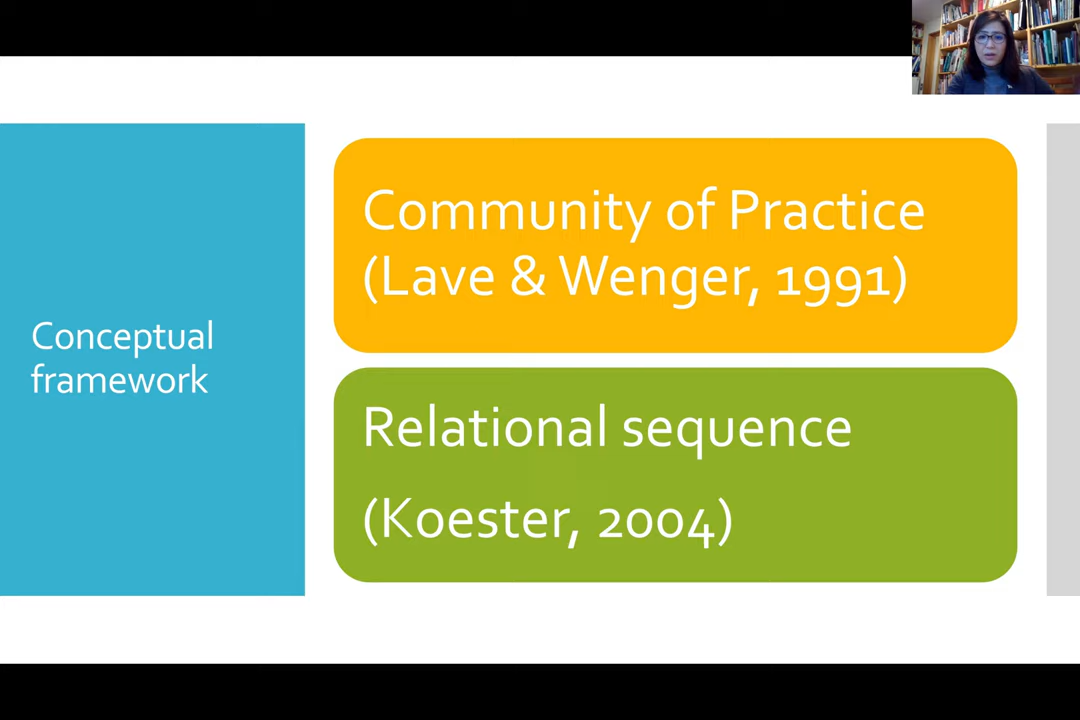 Conceptual
framework
Community of Practice
(Lave & Wenger, 1991)
Relational sequence
(Koester, 2004)